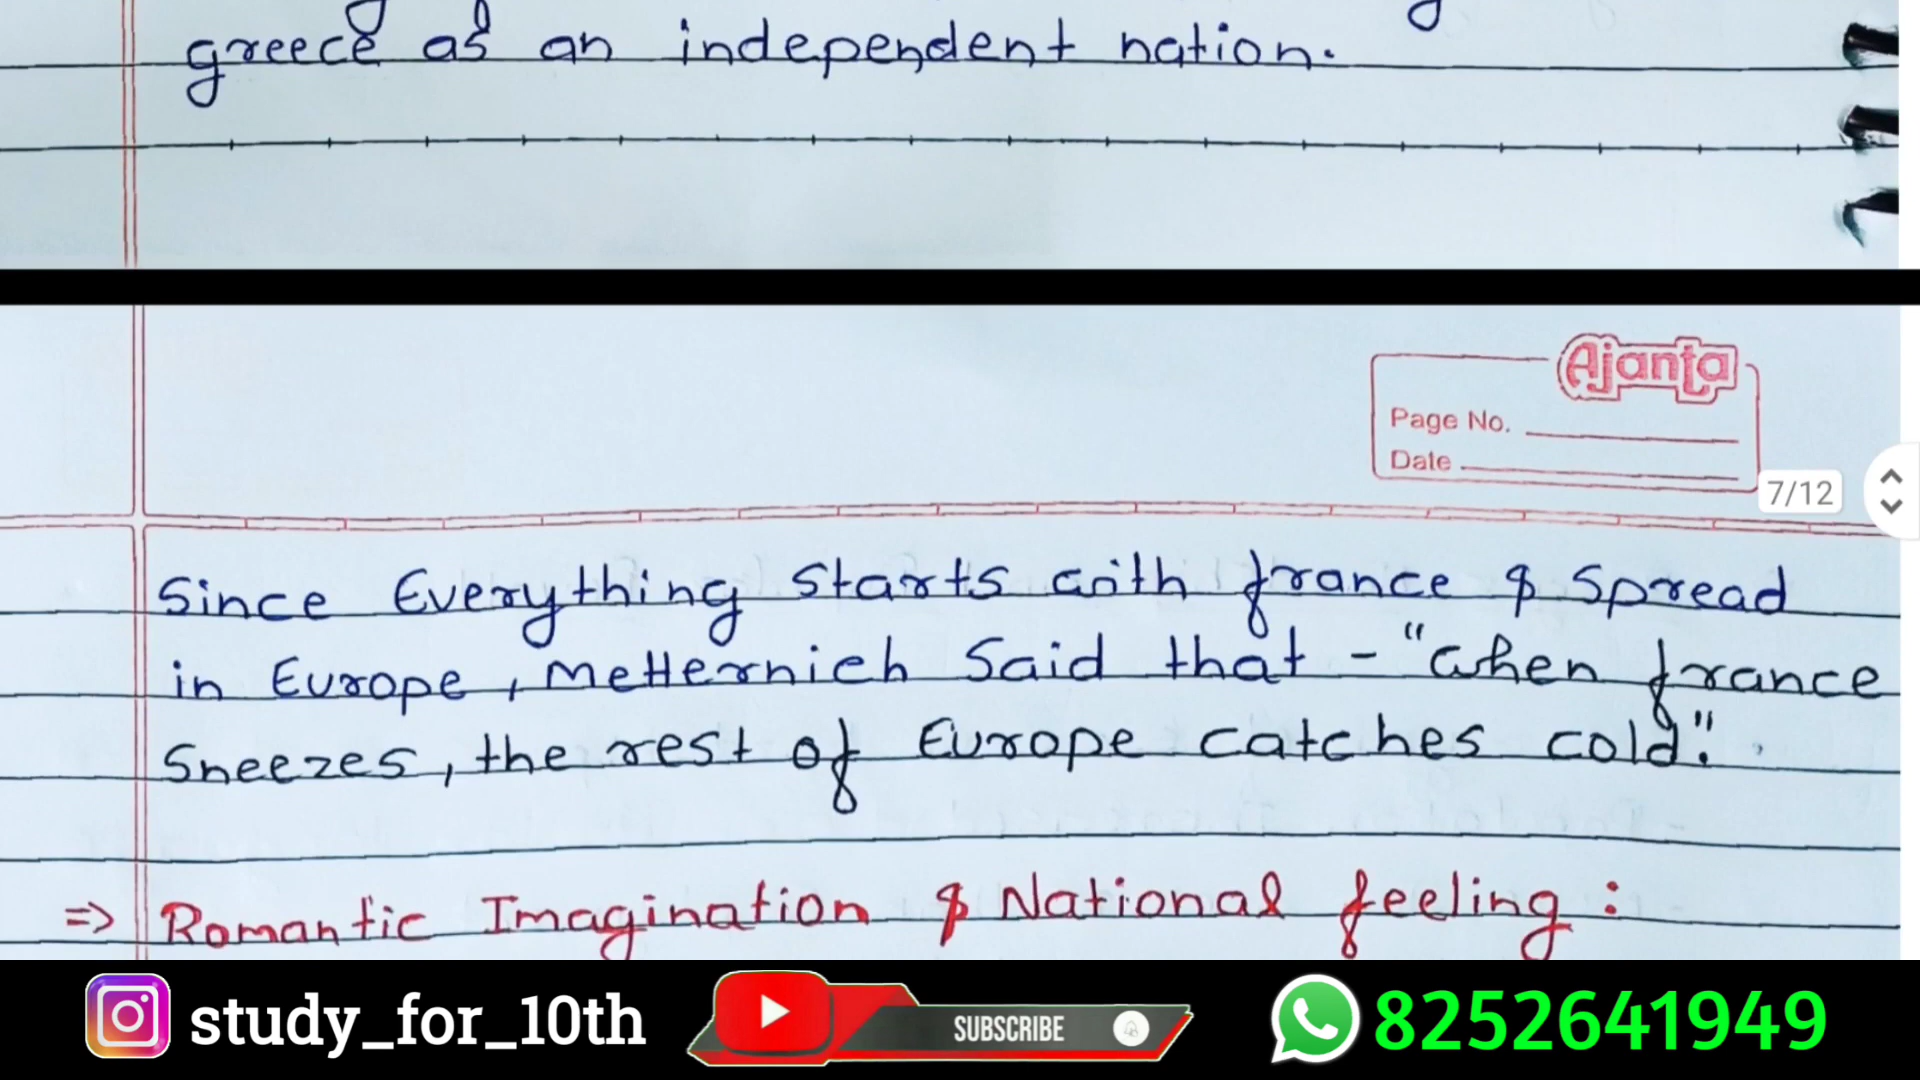 greece as an independent nation.
Ajanta
Page No.
Date
7/12
Since Everything Starts with france & Spread
in Europe, Metternich Said that - "when france
Sneezes, the rest of Europe catches cold".
=> Romantic Imagination & National feeling :
study_for_10th
SUBSCRIBE
8252641949